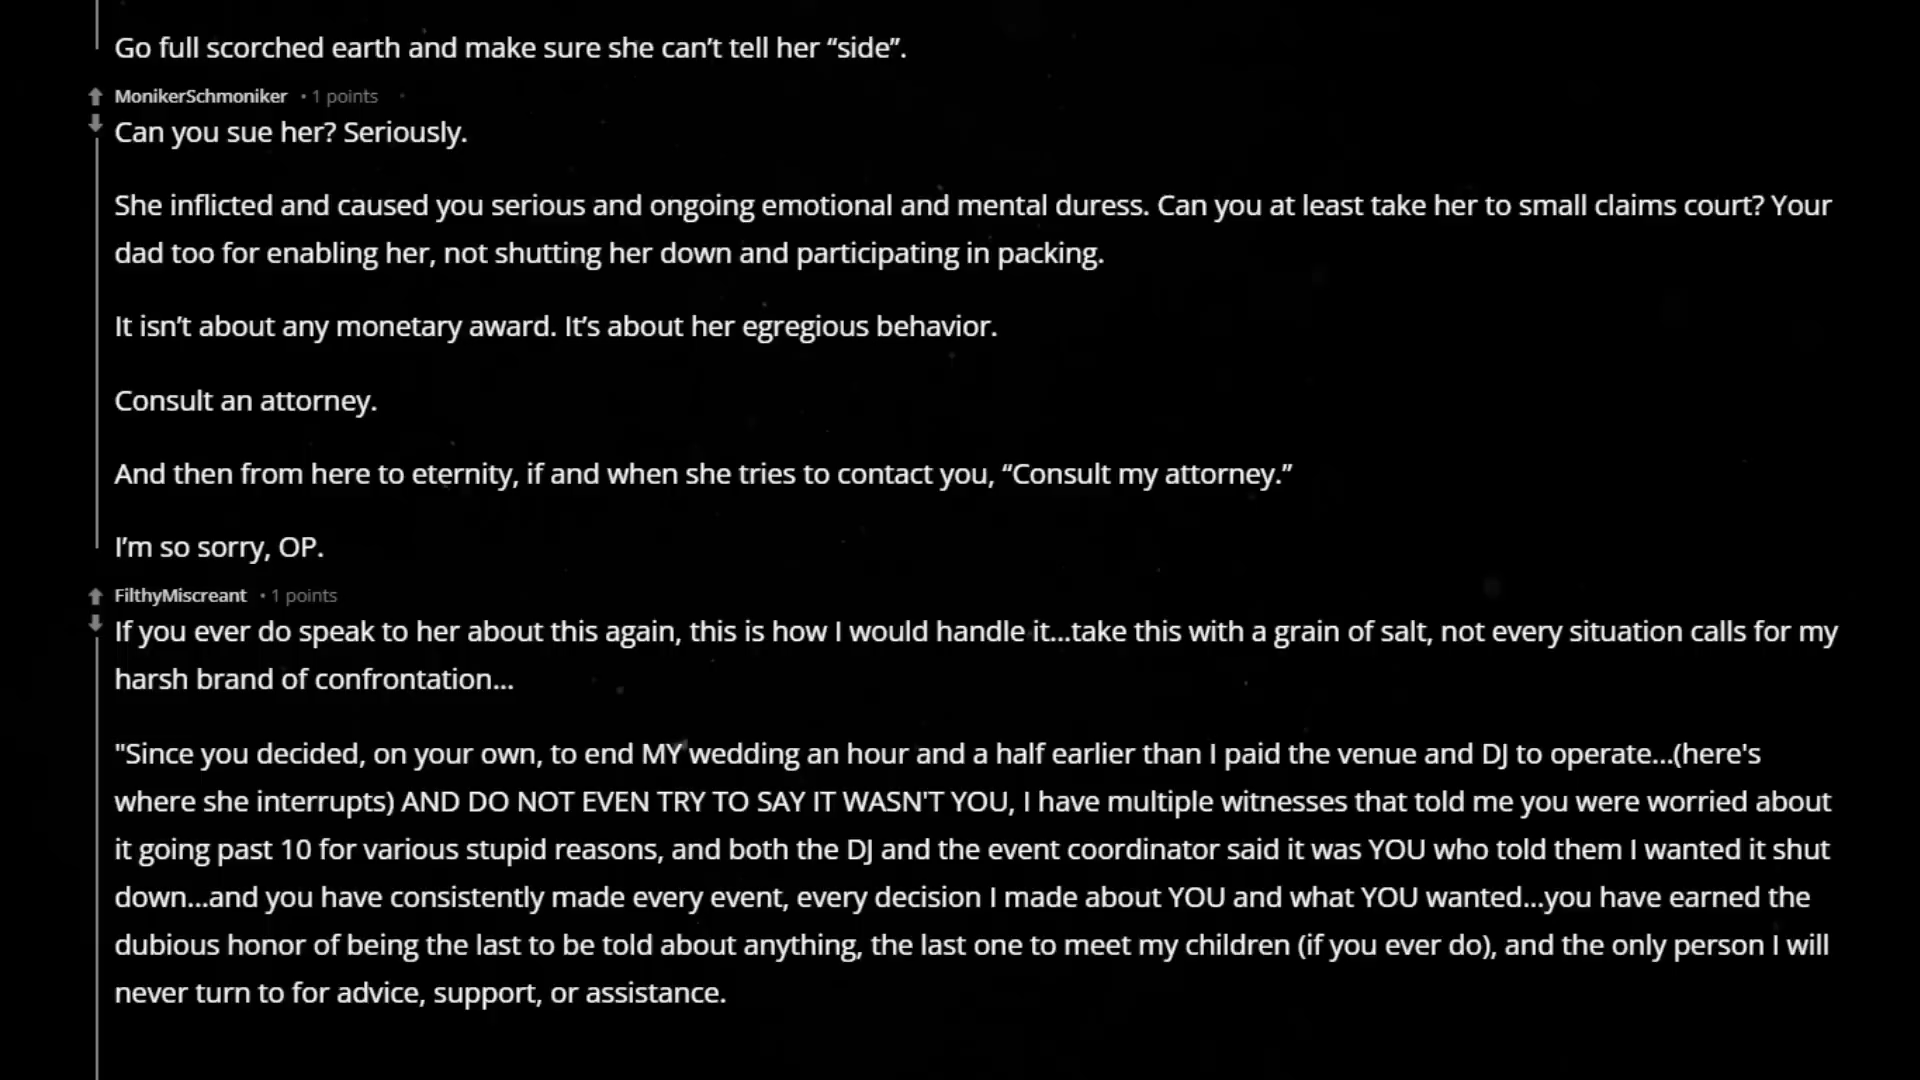 Go full scorched earth and make sure she can’t tell her “side”.
MonikerSchmoniker • 1 points
Can you sue her? Seriously.
She inflicted and caused you serious and ongoing emotional and mental duress. Can you at least take her to small claims court? Your
dad too for enabling her, not shutting her down and participating in packing.
It isn’t about any monetary award. It’s about her egregious behavior.
Consult an attorney.
And then from here to eternity, if and when she tries to contact you, “Consult my attorney.”
I’m so sorry, OP.
FilthyMiscreant • 1 points
If you ever do speak to her about this again, this is how I would handle it...take this with a grain of salt, not every situation calls for my
harsh brand of confrontation...
"Since you decided, on your own, to end MY wedding an hour and a half earlier than I paid the venue and DJ to operate...(here's
where she interrupts) AND DO NOT EVEN TRY TO SAY IT WASN'T YOU, I have multiple witnesses that told me you were worried about
it going past 10 for various stupid reasons, and both the DJ and the event coordinator said it was YOU who told them I wanted it shut
down...and you have consistently made every event, every decision I made about YOU and what YOU wanted...you have earned the
dubious honor of being the last to be told about anything, the last one to meet my children (if you ever do), and the only person I will
never turn to for advice, support, or assistance.